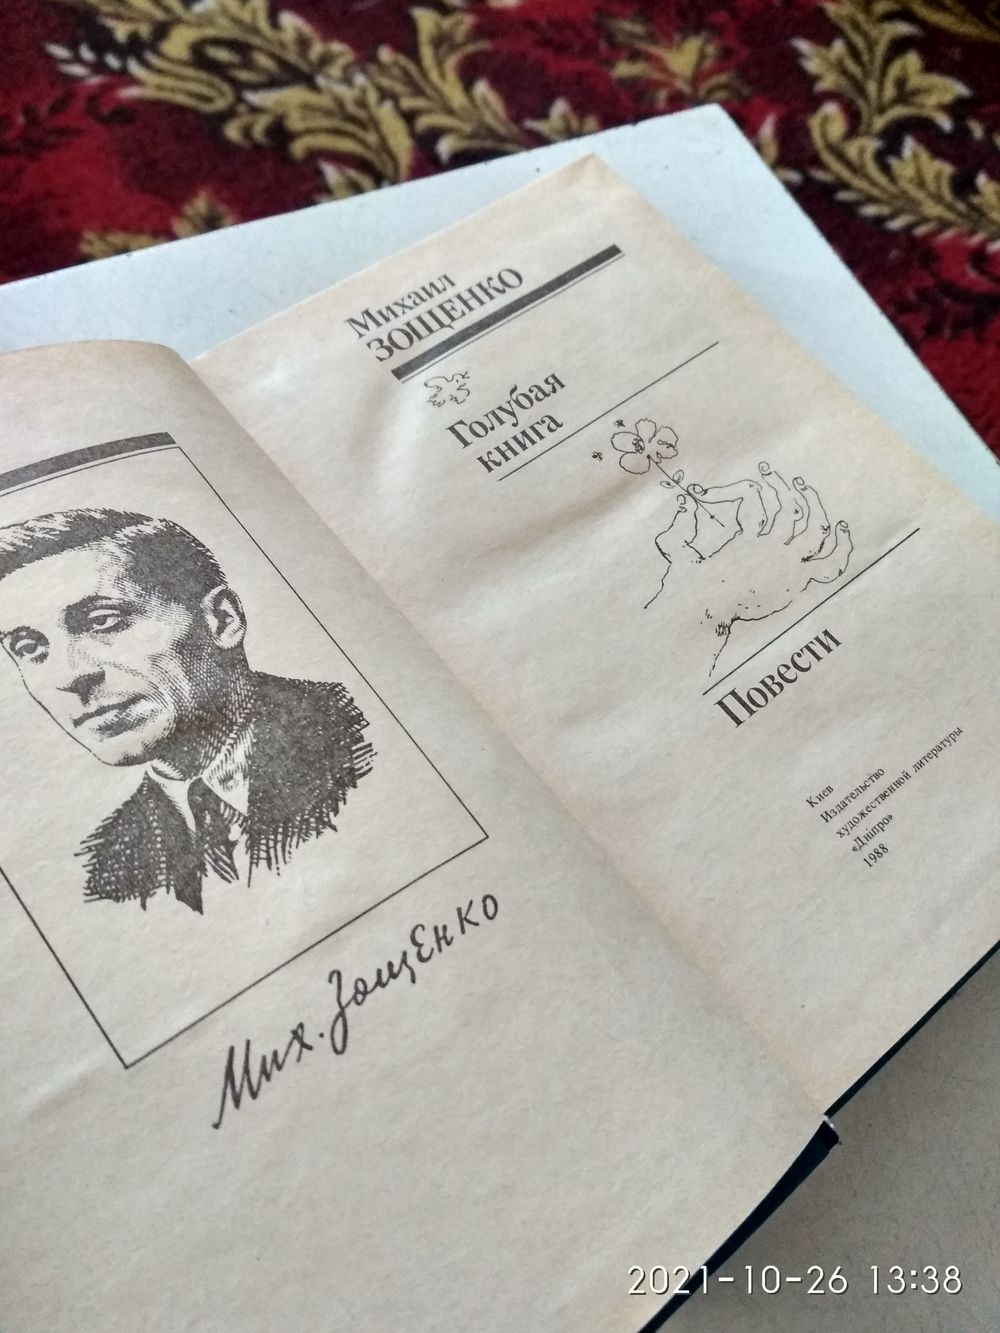 Михаил
ЗОЩЕНКО
Голубая
книга
Повести
Киев
Издательство
художественной литературы
«Дніпро»
1988
Мих. Зощенко
2021-10-26 13:38